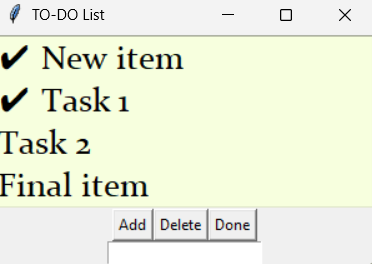 TO-DO List
✔ New item
✔ Task 1
Task 2
Final item
Add Delete Done